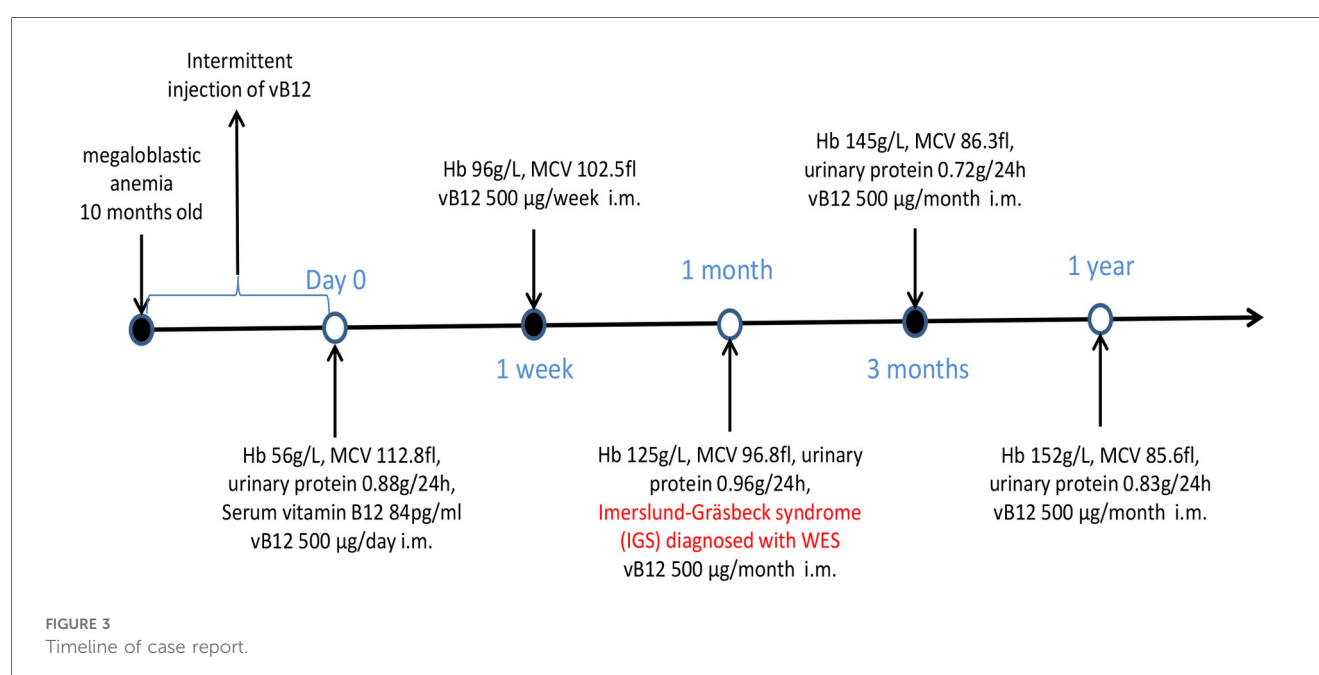 Intermittent
injection of vB12
megaloblastic
anemia
10 months old
Hb 96g/L, MCV 102.5fl
vB12 500 µg/week i.m.
Hb 145g/L, MCV 86.3fl,
urinary protein 0.72g/24h
vB12 500 µg/month i.m.
Day 0
1 month
1 year
1 week
3 months
Hb 56g/L, MCV 112.8fl,
urinary protein 0.88g/24h,
Serum vitamin B12 84pg/ml
vB12 500 µg/day i.m.
Hb 125g/L, MCV 96.8fl, urinary
protein 0.96g/24h,
Imerslund-Gräsbeck syndrome
(IGS) diagnosed with WES
vB12 500 µg/month i.m.
Hb 152g/L, MCV 85.6fl,
urinary protein 0.83g/24h
vB12 500 µg/month i.m.
FIGURE 3
Timeline of case report.